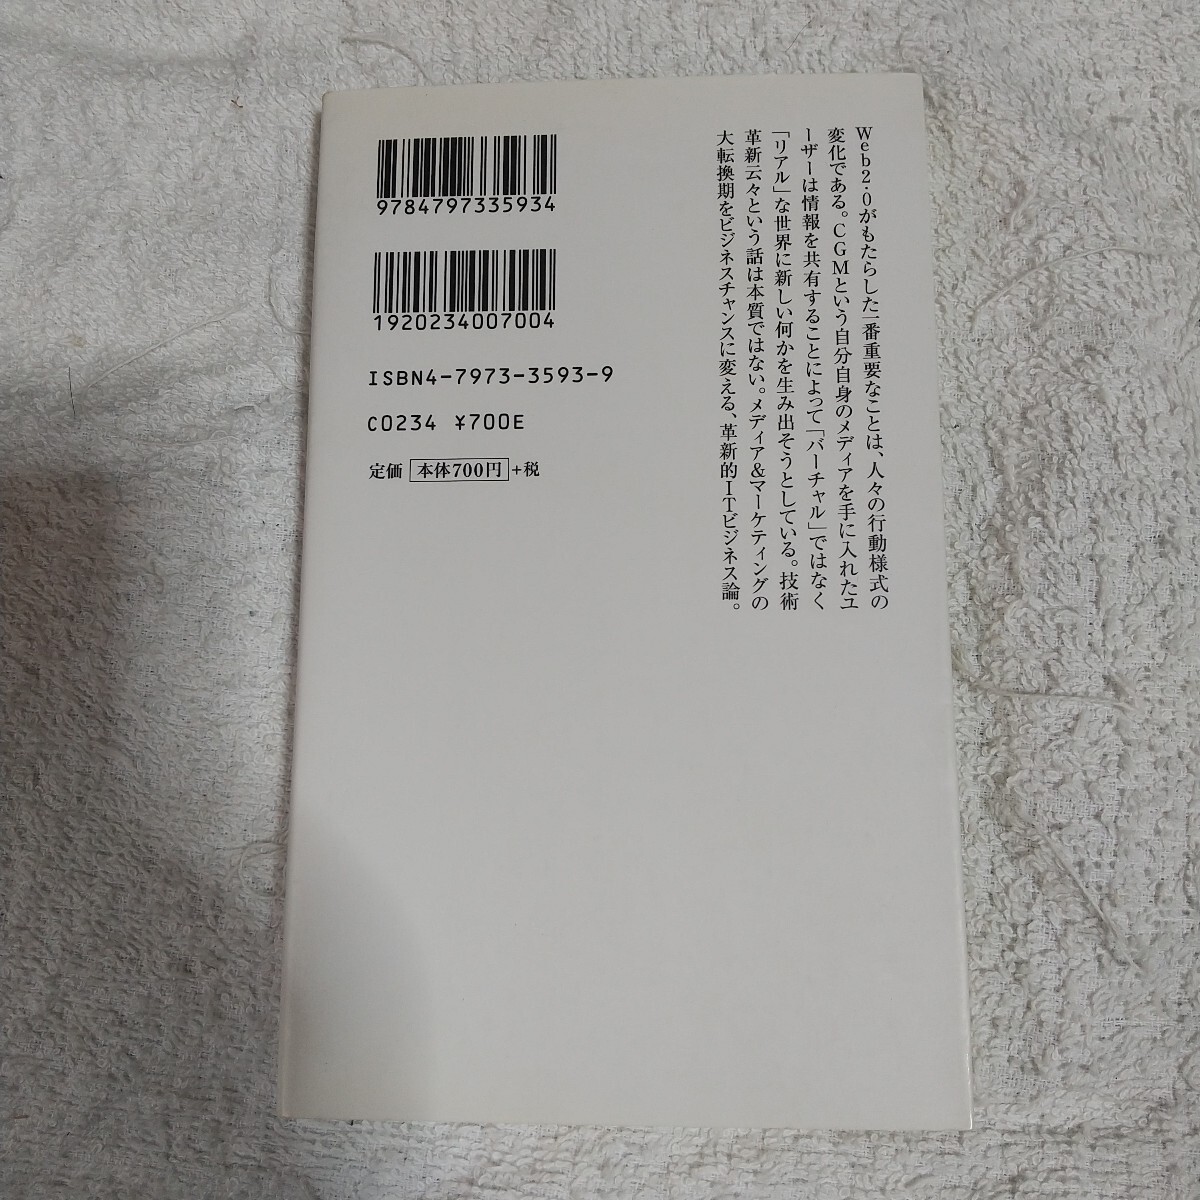 Web2.0がもたらした一番重要なことは、人々の行動様式の
変化である。CGMという自分自身のメディアを手に入れたユ
ーザーは情報を共有することによって「バーチャル」ではなく
「リアル」な世界に新しい何かを生み出そうとしている。技術
革新云々という話は本質ではない。メディア&マーケティングの
大転換期をビジネスチャンスに変える、革新的ITビジネス論。
9784797335934
1920234007004
ISBN4-7973-3593-9
C0234 ¥700E
定価 本体700円 +税